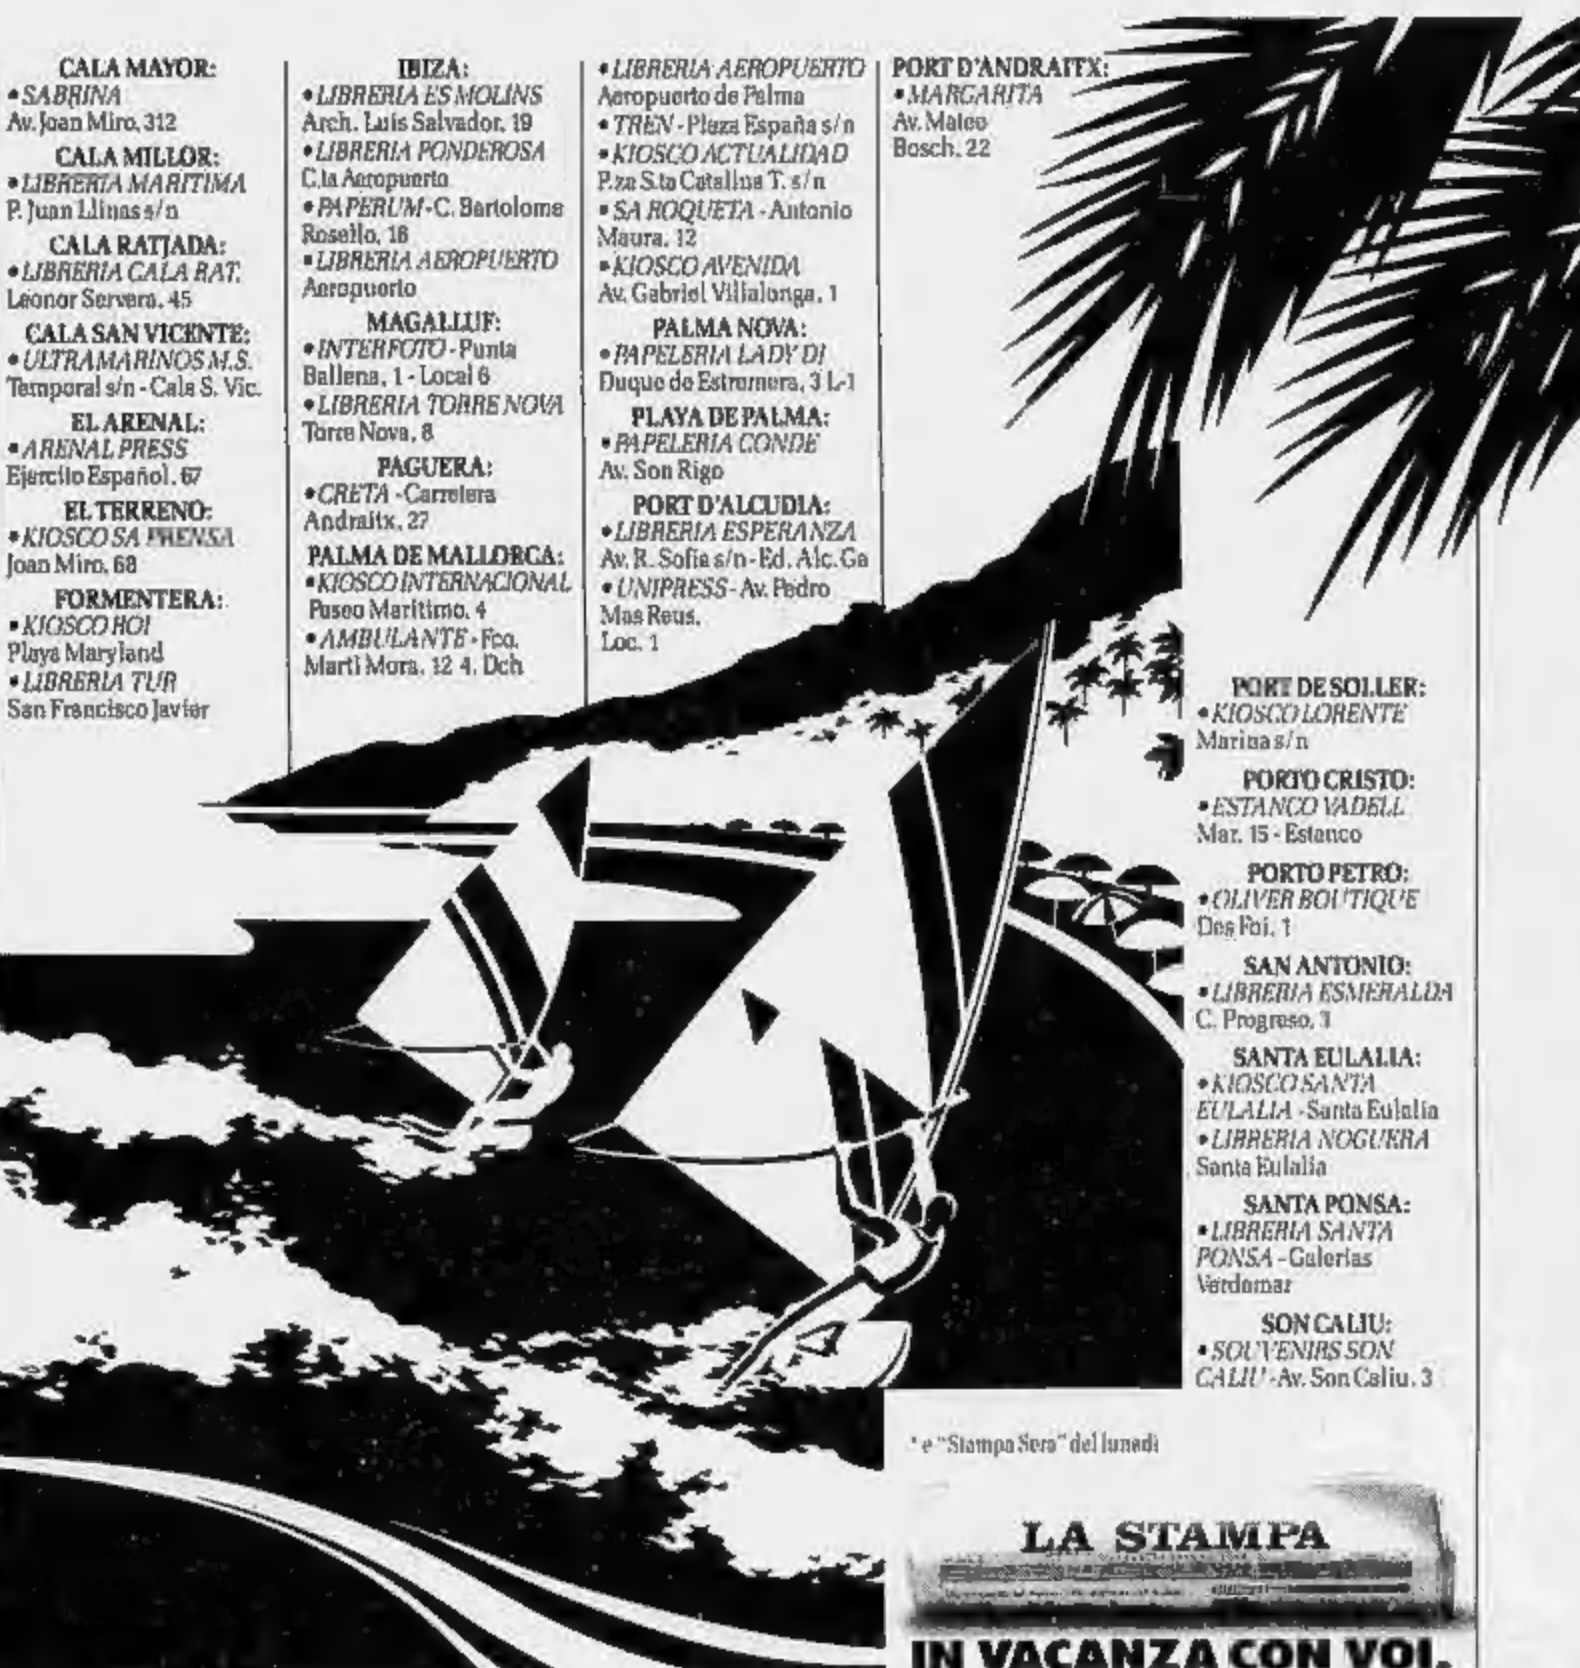 CALA MAYOR:
• SABRINA
Av. Joan Miro, 312
CALA MILLOR:
• LIBRERIA MARITIMA
P. Juan Llinas s/n
CALA RATJADA:
• LIBRERIA CALA RAT.
Leonor Servera, 45
CALA SAN VICENTE:
• ULTRAMARINOS M.S.
Temporal s/n - Cala S. Vic.
EL ARENAL:
• ARENAL PRESS
Ejercito Español, 67
EL TERRENO:
• KIOSCO SA PRENSA
Joan Miro, 68
FORMENTERA:
• KIOSCO ROI
Playa Maryland
• LIBRERIA TUR
San Francisco Javier
IBIZA:
• LIBRERIA ES MOLINS
Arch. Luis Salvador, 19
• LIBRERIA PONDEROSA
C.la Aeropuerto
• PAPERUM - C. Bartolome
Rosello, 18
• LIBRERIA AEROPUERTO
Aeropuerto
MAGALLUF:
• INTERFOTO - Punta
Ballena, 1 - Local 6
• LIBRERIA TORRE NOVA
Torre Nova, 8
PAGUERA:
• CRETA - Carretera
Andraitx, 27
PALMA DE MALLORCA:
• KIOSCO INTERNACIONAL
Paseo Maritimo, 4
• AMBULANTE - Fco.
Marti Mora, 12 4. Dch
• LIBRERIA AEROPUERTO
Aeropuerto de Palma
• TREN - Plaza España s/n
• KIOSCO ACTUALIDAD
P.za S.ta Catalina T. s/n
• SA ROQUETA - Antonio
Maura, 12
• KIOSCO AVENIDA
Av. Gabriel Villalonga, 1
PALMA NOVA:
• PAPELERIA LADY DI
Duque de Estremera, 3 L-1
PLAYA DE PALMA:
• PAPELERIA CONDE
Av. Son Rigo
PORT D'ALCUDIA:
• LIBRERIA ESPERANZA
Av. R. Sofia s/n - Ed. Alc. Ga
• UNIPRESS - Av. Pedro
Mas Reus,
Loc. 1
PORT D'ANDRAITX:
• MARGARITA
Av. Mateo
Bosch, 22
PORT DE SOLLER:
• KIOSCO LORENTE
Marina s/n
PORTO CRISTO:
• ESTANCO VADELL
Mar, 15 - Estanco
PORTO PETRO:
• OLIVER BOUTIQUE
Des Foi, 1
SAN ANTONIO:
• LIBRERIA ESMERALDA
C. Progreso, 3
SANTA EULALIA:
• KIOSCO SANTA
EULALIA - Santa Eulalia
• LIBRERIA NOGUERA
Santa Eulalia
SANTA PONSA:
• LIBRERIA SANTA
PONSA - Galerias
Verdemar
SON CALIU:
• SOUVENIRS SON
CALIU - Av. Son Caliu, 3
* e "Stampa Sera" del lunedì
LA STAMPA
IN VACANZA CON VOI.